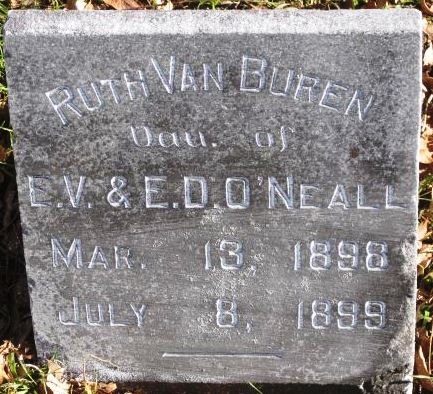 RUTH VAN BUREN
Dau. of
E.V. & E.D. O'NEALL
MAR. 13, 1898
JULY 8, 1899